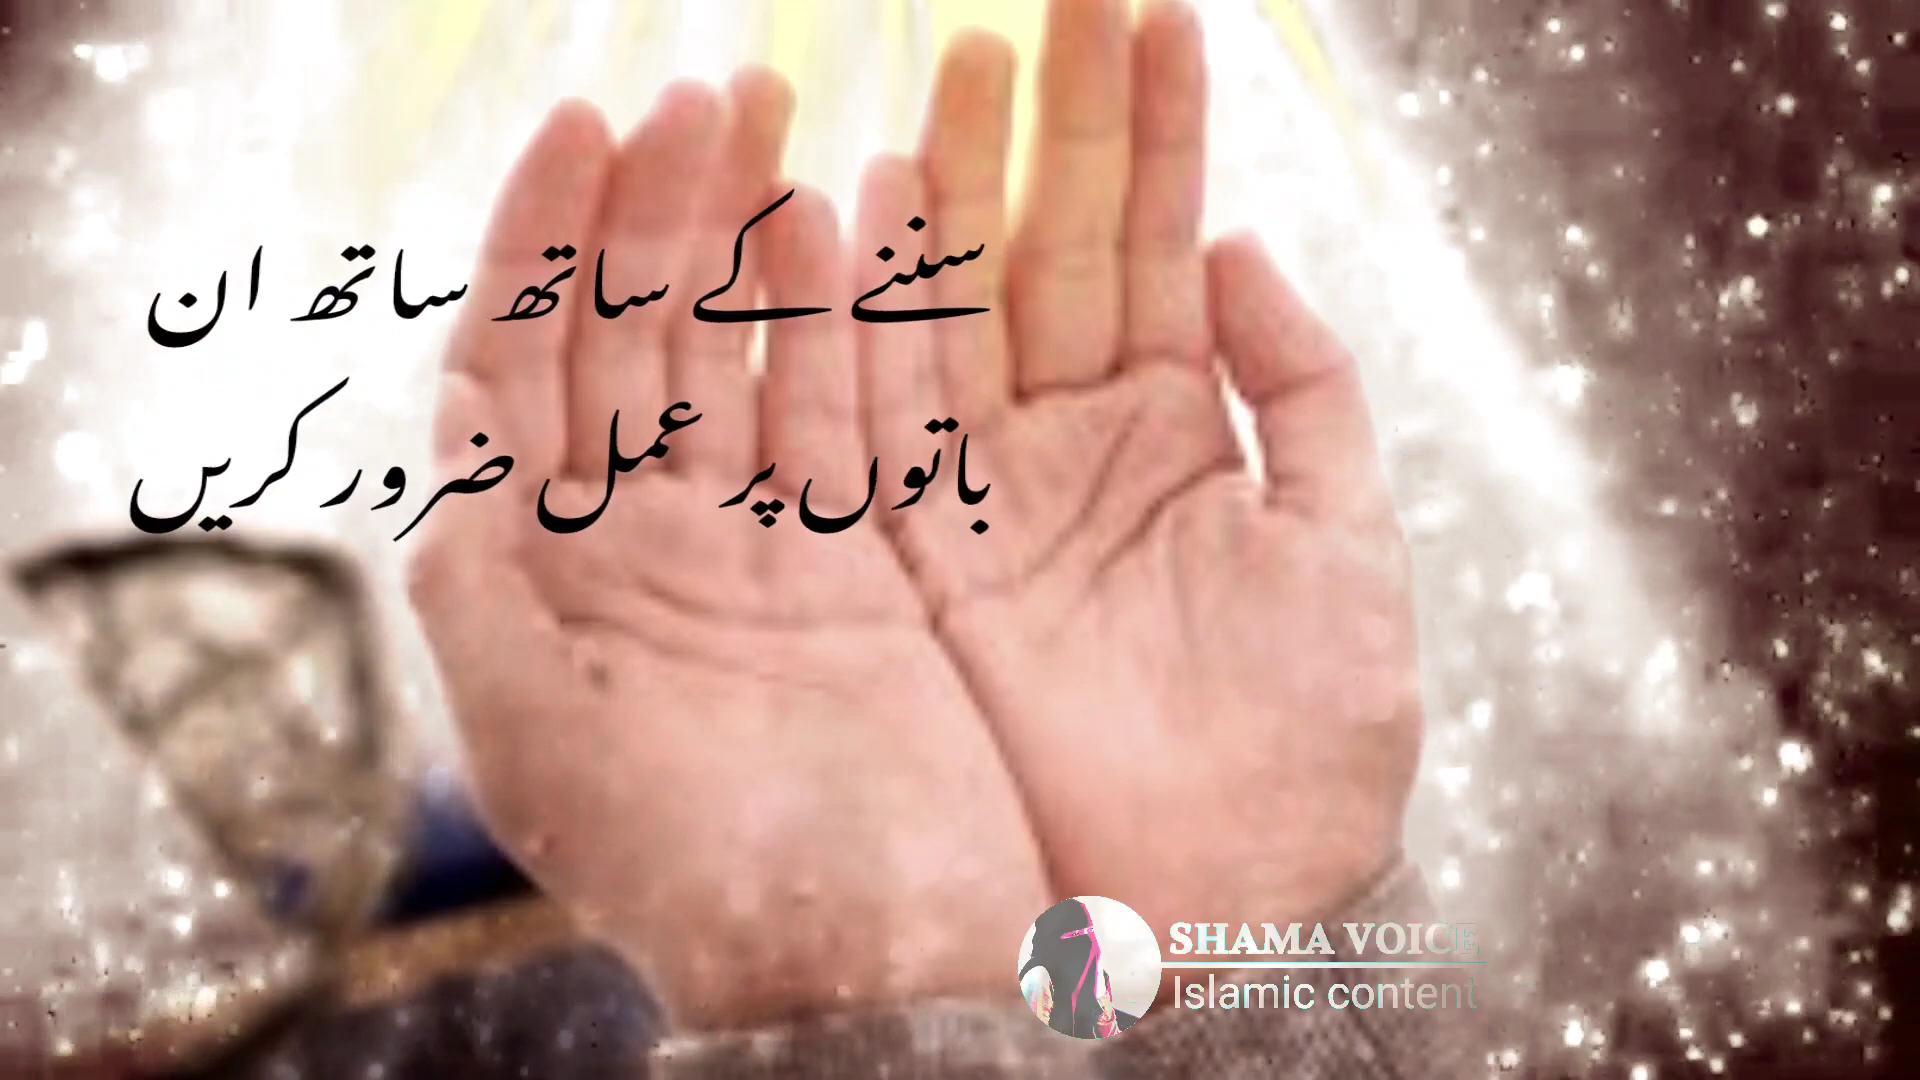 سننے کے ساتھ ساتھ ان
باتوں پر عمل ضرور کریں
SHAMA VOICE
Islamic content